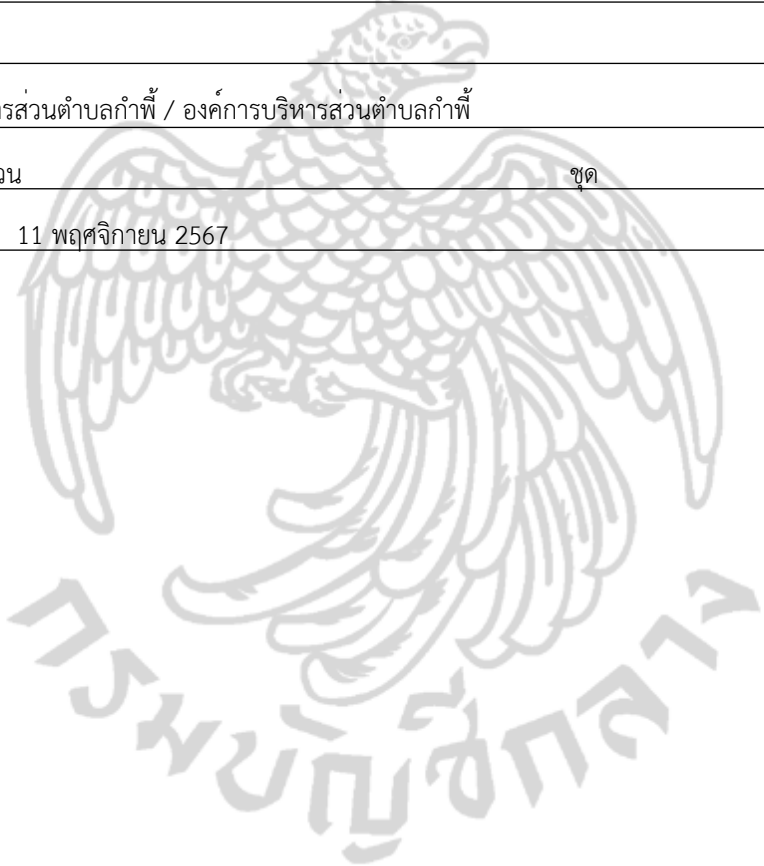 รส่วนตำบลกำพี้ / องค์การบริหารส่วนตำบลกำพี้
วน ชุด
11 พฤศจิกายน 2567
กรมบัญชีกลาง